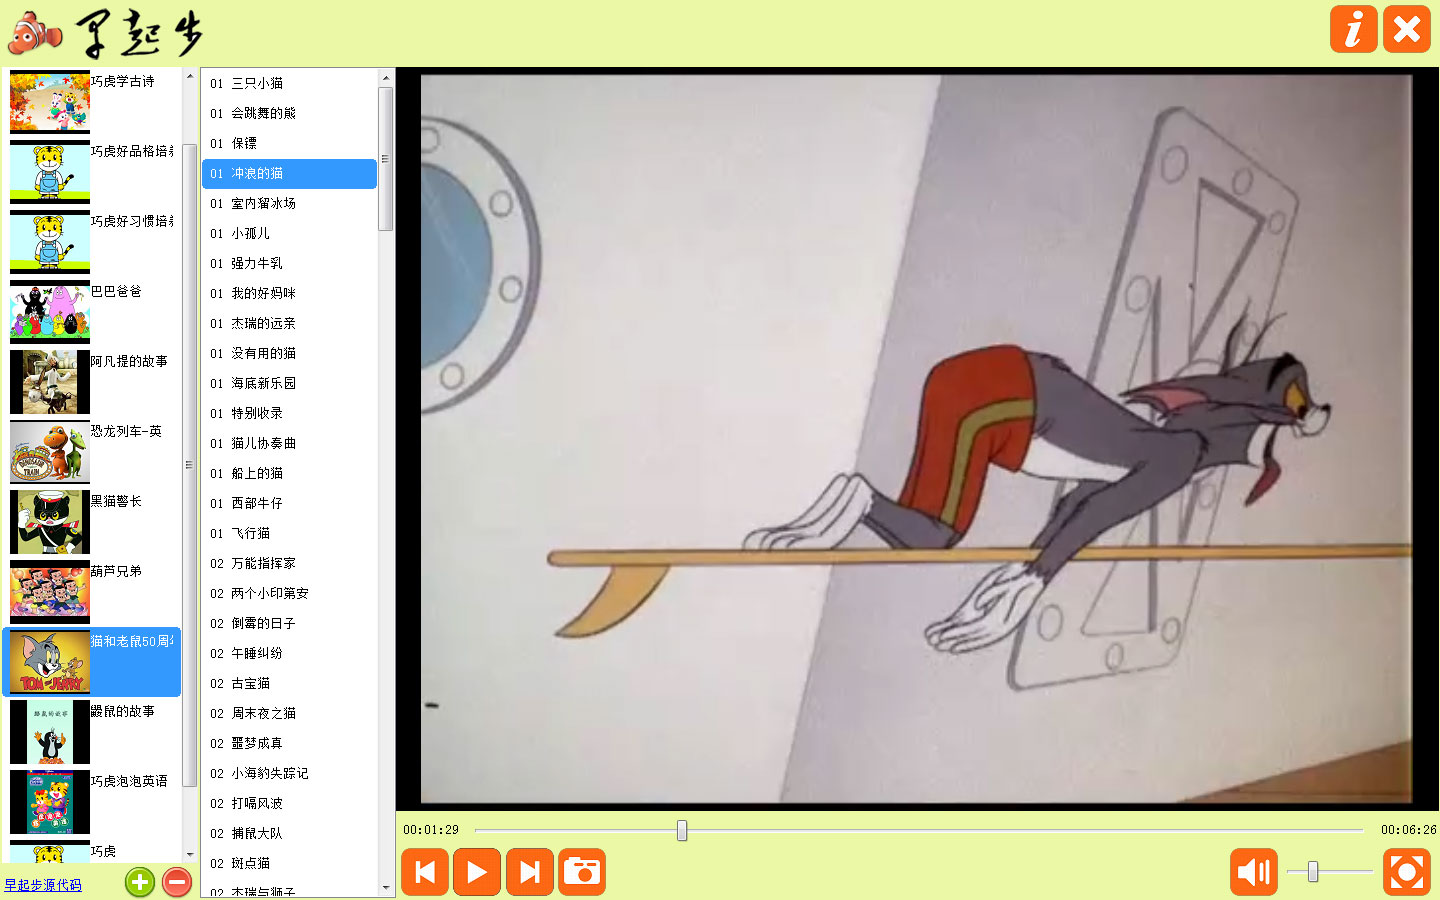 早起步
巧虎学古诗
巧虎好品格培养
巧虎好习惯培养
巴巴爸爸
阿凡提的故事
恐龙列车-英
黑猫警长
葫芦兄弟
猫和老鼠50周年
TOM and JERRY
鼹鼠的故事
鼹鼠的故事
巧虎泡泡英语
巧虎
早起步源代码
01 三只小猫
01 会跳舞的熊
01 保镖
01 冲浪的猫
01 室内溜冰场
01 小孤儿
01 强力牛乳
01 我的好妈咪
01 杰瑞的远亲
01 没有用的猫
01 海底新乐园
01 特别收录
01 猫儿协奏曲
01 船上的猫
01 西部牛仔
01 飞行猫
02 万能指挥家
02 两个小印第安
02 倒霉的日子
02 午睡纠纷
02 古宝猫
02 周末夜之猫
02 噩梦成真
02 小海豹失踪记
02 打嗝风波
02 捕鼠大队
02 斑点猫
02 杰瑞与狮子
00:01:29
00:06:26